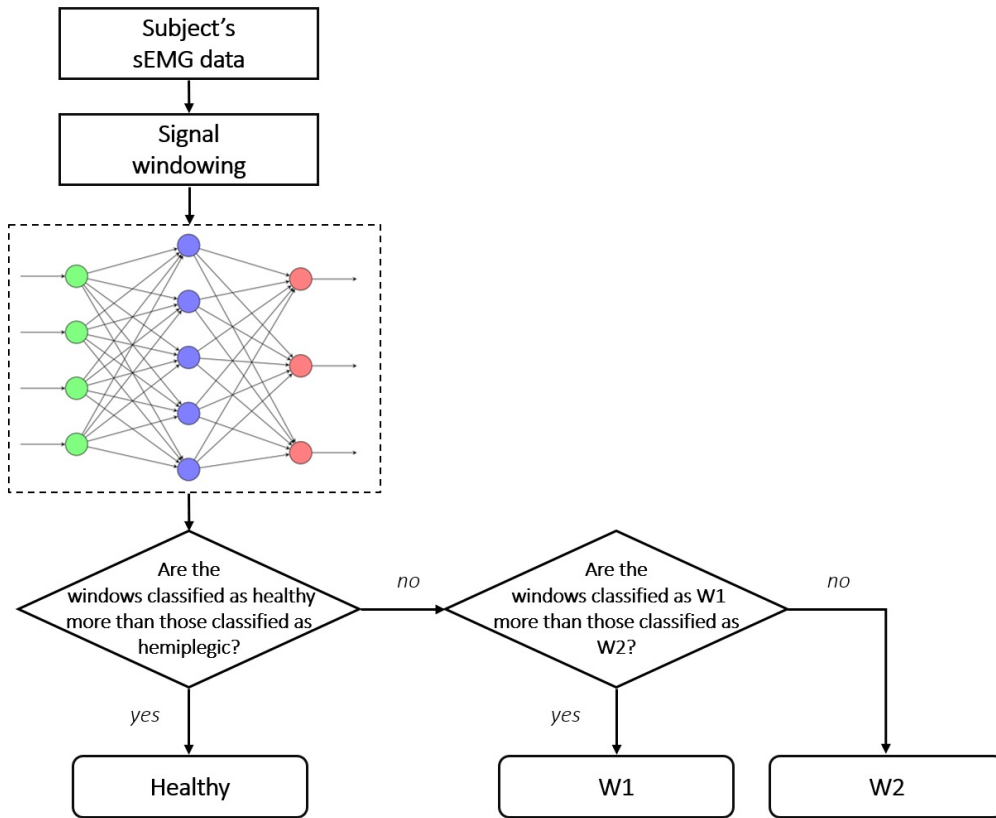 Subject's
sEMG data
Signal
windowing
Are the
windows classified as healthy
more than those classified as
hemiplegic?
no
Are the
windows classified as W1
more than those classified as
W2?
no
yes
yes
Healthy
W1
W2